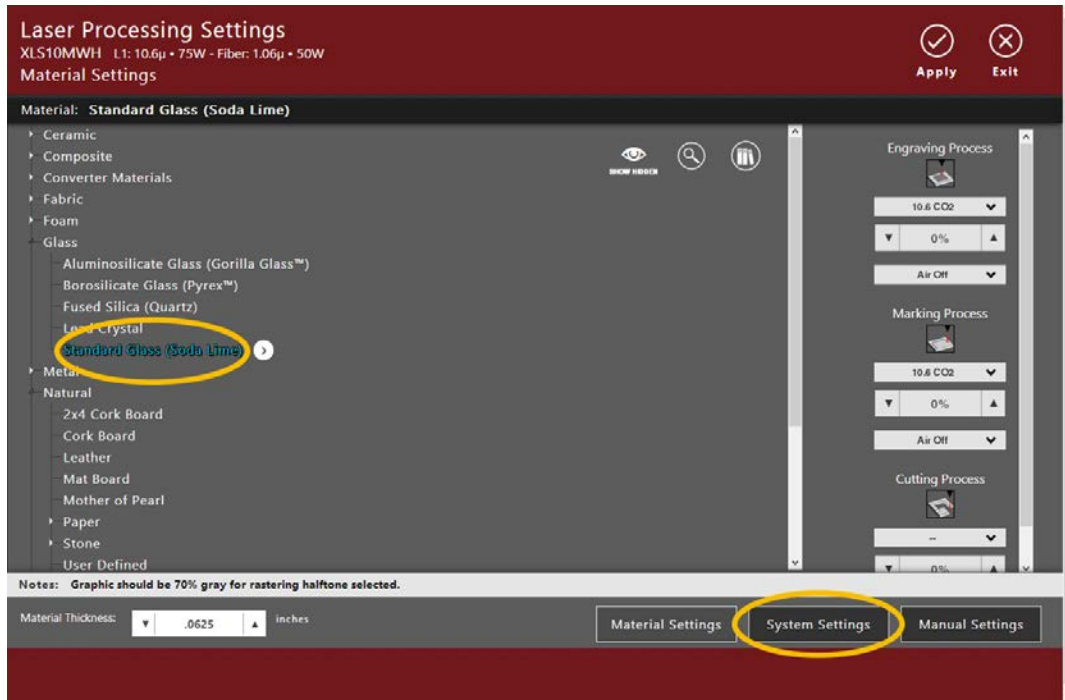 Laser Processing Settings
XLS10MWH L1: 10.6µ • 75W - Fiber: 1.06µ • 50W
Material Settings
Apply
Exit
Material: Standard Glass (Soda Lime)
Ceramic
Composite
Converter Materials
Fabric
Foam
Glass
Aluminosilicate Glass (Gorilla Glass™)
Borosilicate Glass (Pyrex™)
Fused Silica (Quartz)
Lead Crystal
Standard Glass (Soda Lime)
Metal
Natural
2x4 Cork Board
Cork Board
Leather
Mat Board
Mother of Pearl
Paper
Stone
User Defined
SHOW HIDDEN
Engraving Process
10.6 CO2
0%
Air Off
Marking Process
10.6 CO2
0%
Air Off
Cutting Process
--
0%
Notes: Graphic should be 70% gray for rastering halftone selected.
Material Thickness: .0625 inches
Material Settings
System Settings
Manual Settings